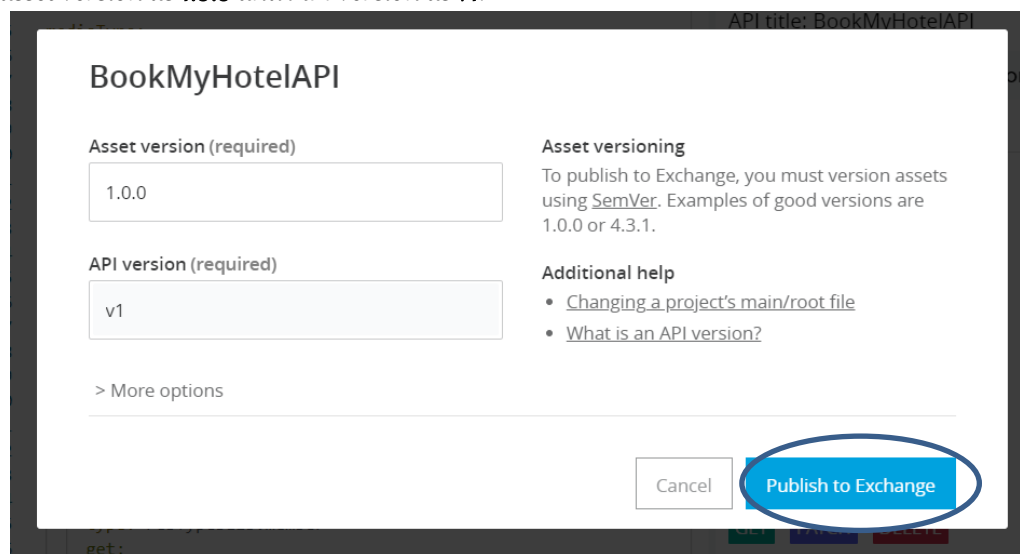 API title: BookMyHotelAPI
BookMyHotelAPI
Asset version (required)
1.0.0
API version (required)
v1
> More options
Asset versioning
To publish to Exchange, you must version assets
using SemVer. Examples of good versions are
1.0.0 or 4.3.1.
Additional help
• Changing a project's main/root file
• What is an API version?
Cancel
Publish to Exchange
get: